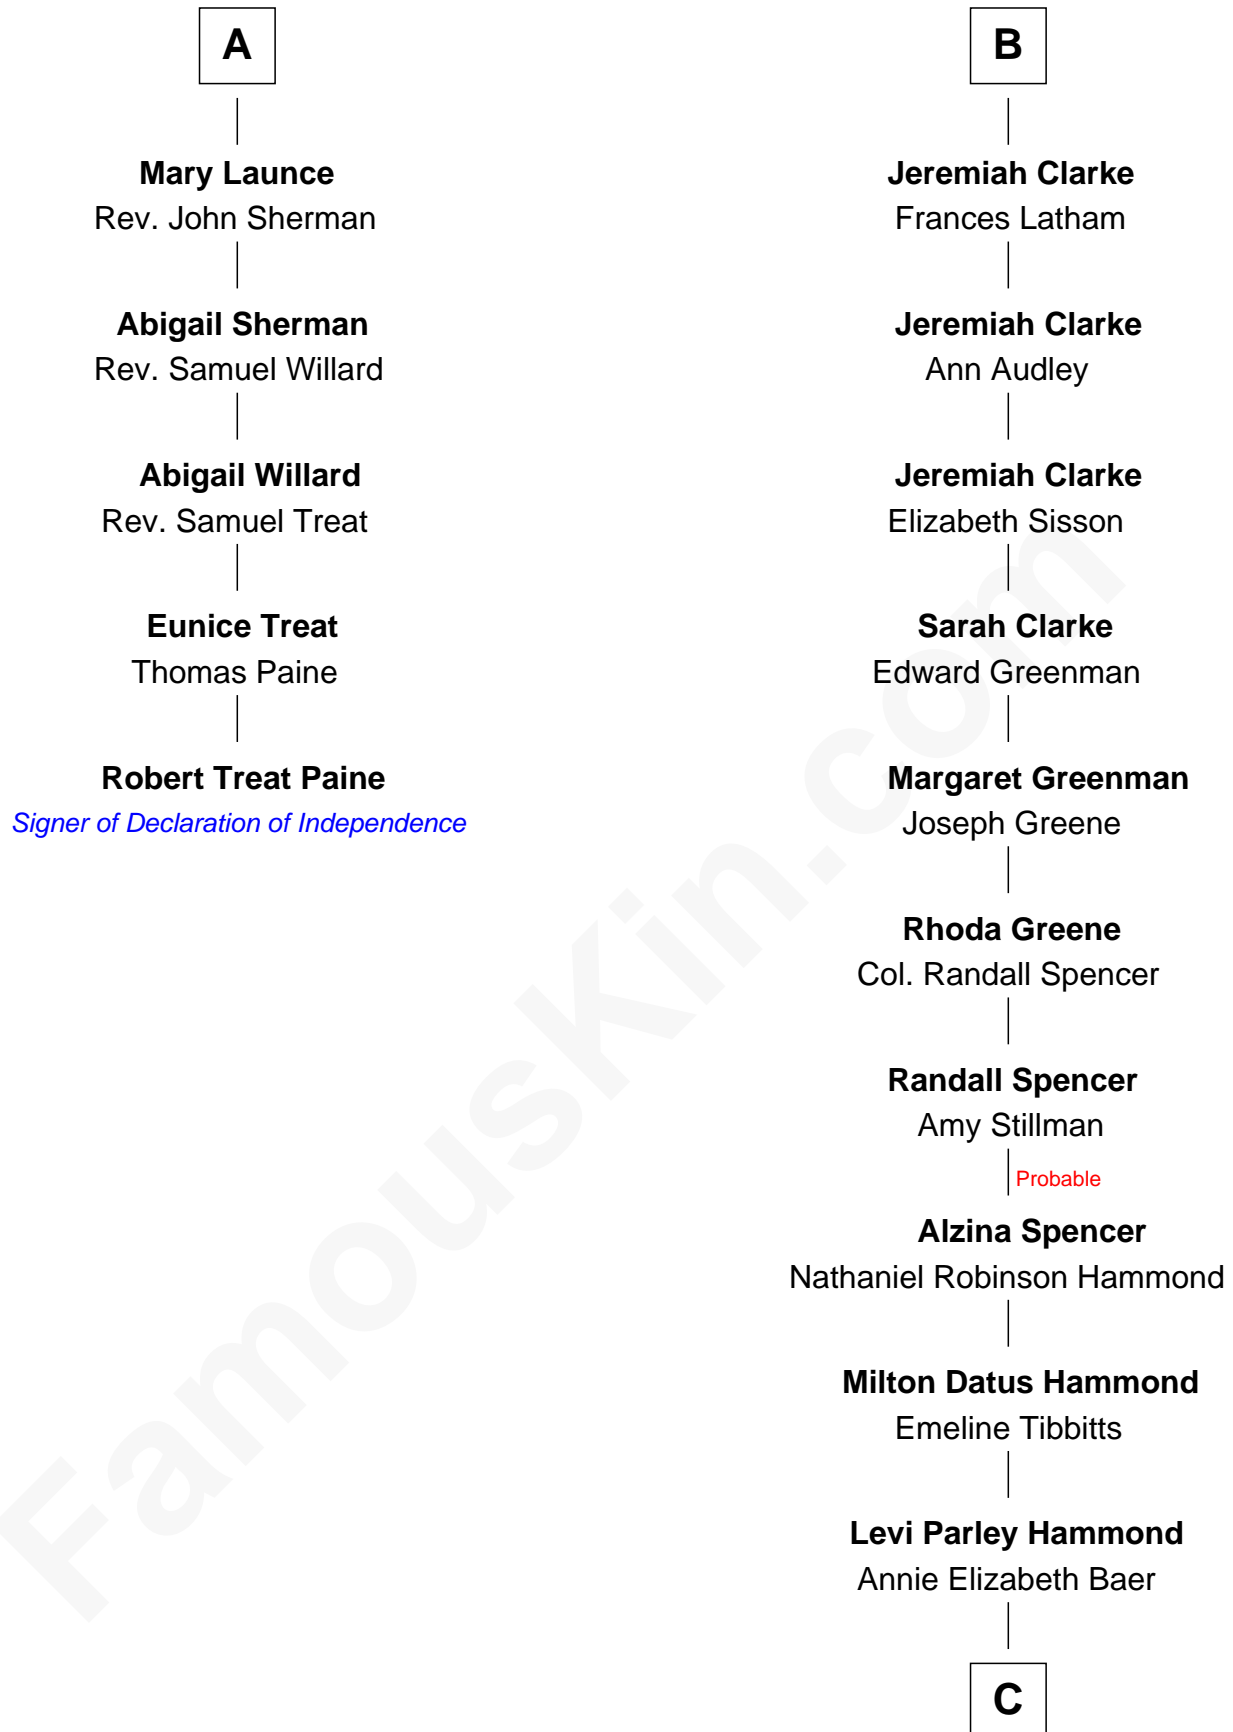 A
Mary Launce
Rev. John Sherman
Abigail Sherman
Rev. Samuel Willard
Abigail Willard
Rev. Samuel Treat
Eunice Treat
Thomas Paine
Robert Treat Paine
Signer of Declaration of Independence
B
Jeremiah Clarke
Frances Latham
Jeremiah Clarke
Ann Audley
Jeremiah Clarke
Elizabeth Sisson
Sarah Clarke
Edward Greenman
Margaret Greenman
Joseph Greene
Rhoda Greene
Col. Randall Spencer
Randall Spencer
Amy Stillman
Probable
Alzina Spencer
Nathaniel Robinson Hammond
Milton Datus Hammond
Emeline Tibbitts
Levi Parley Hammond
Annie Elizabeth Baer
C
FamousKin.com